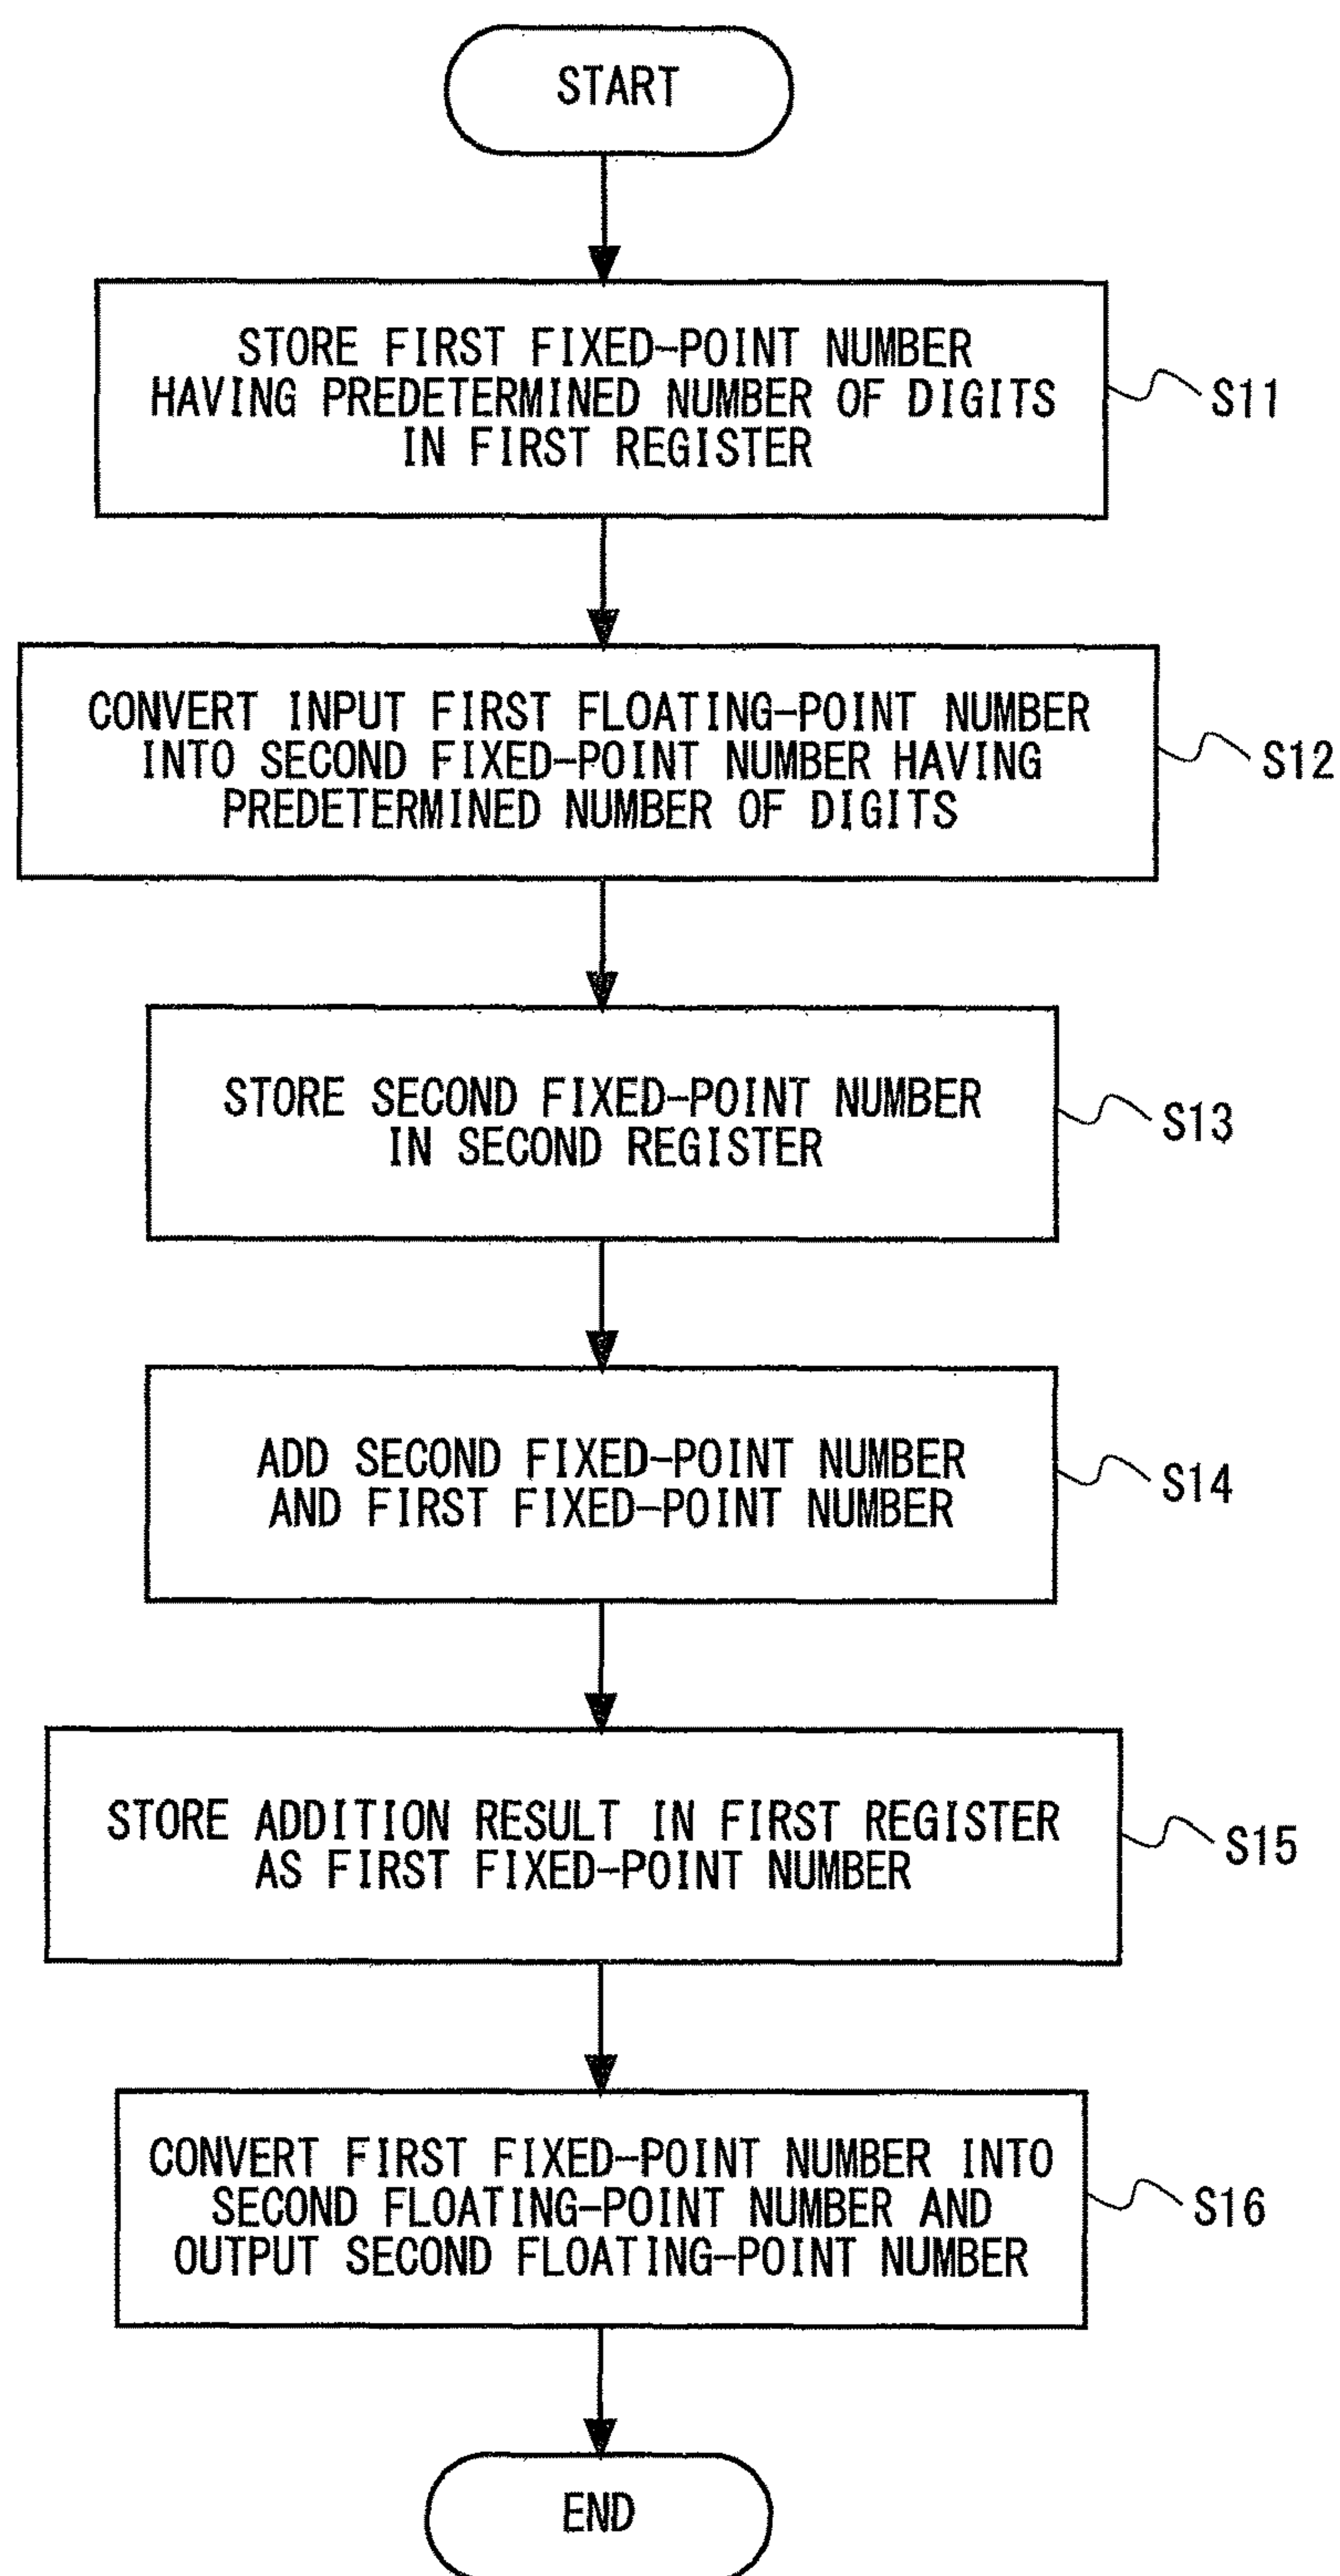 START
STORE FIRST FIXED-POINT NUMBER
HAVING PREDETERMINED NUMBER OF DIGITS
IN FIRST REGISTER
S11
CONVERT INPUT FIRST FLOATING-POINT NUMBER
INTO SECOND FIXED-POINT NUMBER HAVING
PREDETERMINED NUMBER OF DIGITS
S12
STORE SECOND FIXED-POINT NUMBER
IN SECOND REGISTER
S13
ADD SECOND FIXED-POINT NUMBER
AND FIRST FIXED-POINT NUMBER
S14
STORE ADDITION RESULT IN FIRST REGISTER
AS FIRST FIXED-POINT NUMBER
S15
CONVERT FIRST FIXED-POINT NUMBER INTO
SECOND FLOATING-POINT NUMBER AND
OUTPUT SECOND FLOATING-POINT NUMBER
S16
END